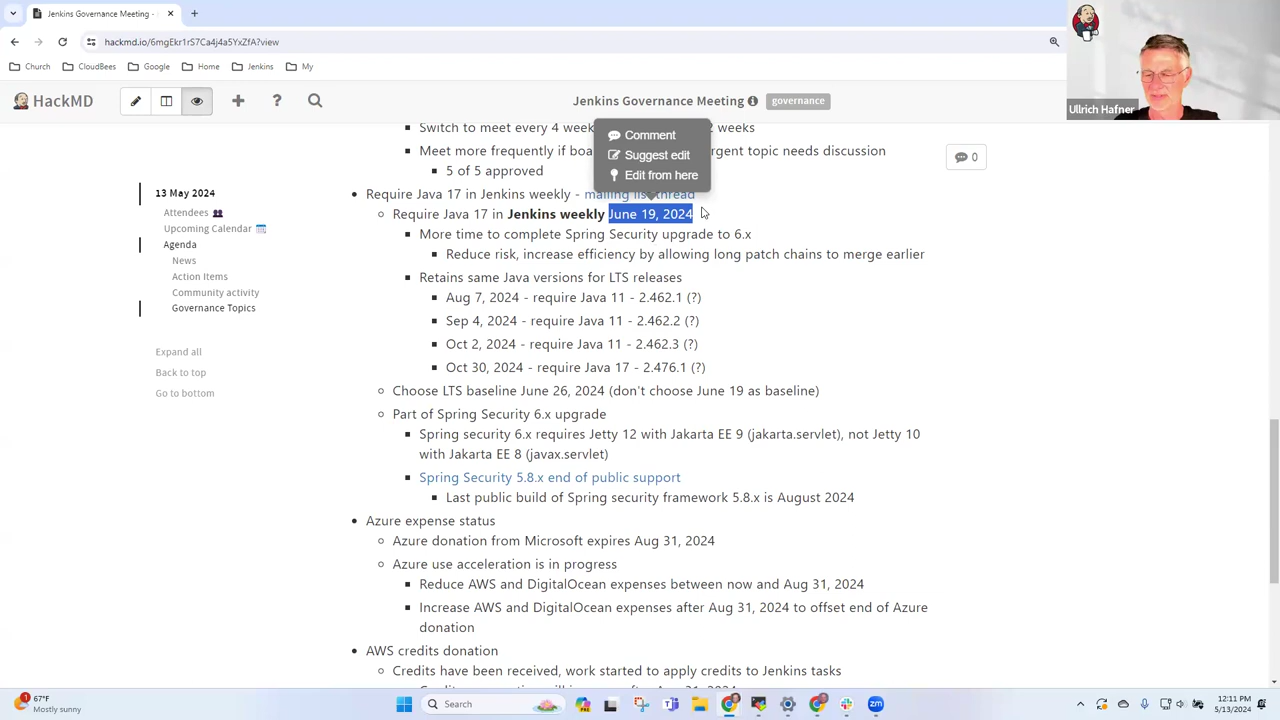 Jenkins Governance Meeting -
hackmd.io/6mgEkr1rS7Ca4j4a5YxZfA?view
Church
CloudBees
Google
Home
Jenkins
My
HackMD
Jenkins Governance Meeting
governance
Ullrich Hafner
Comment
Suggest edit
Edit from here
0
13 May 2024
Attendees
Upcoming Calendar
Agenda
News
Action Items
Community activity
Governance Topics
Expand all
Back to top
Go to bottom
Switch to meet every 4 week 2 weeks
Meet more frequently if boa rgent topic needs discussion
5 of 5 approved
Require Java 17 in Jenkins weekly - mailing list thread
Require Java 17 in Jenkins weekly June 19, 2024
More time to complete Spring Security upgrade to 6.x
Reduce risk, increase efficiency by allowing long patch chains to merge earlier
Retains same Java versions for LTS releases
Aug 7, 2024 - require Java 11 - 2.462.1 (?)
Sep 4, 2024 - require Java 11 - 2.462.2 (?)
Oct 2, 2024 - require Java 11 - 2.462.3 (?)
Oct 30, 2024 - require Java 17 - 2.476.1 (?)
Choose LTS baseline June 26, 2024 (don't choose June 19 as baseline)
Part of Spring Security 6.x upgrade
Spring security 6.x requires Jetty 12 with Jakarta EE 9 (jakarta.servlet), not Jetty 10
with Jakarta EE 8 (javax.servlet)
Spring Security 5.8.x end of public support
Last public build of Spring security framework 5.8.x is August 2024
Azure expense status
Azure donation from Microsoft expires Aug 31, 2024
Azure use acceleration is in progress
Reduce AWS and DigitalOcean expenses between now and Aug 31, 2024
Increase AWS and DigitalOcean expenses after Aug 31, 2024 to offset end of Azure
donation
AWS credits donation
Credits have been received, work started to apply credits to Jenkins tasks
1
67°F
Mostly sunny
Search
12:11 PM
5/13/2024